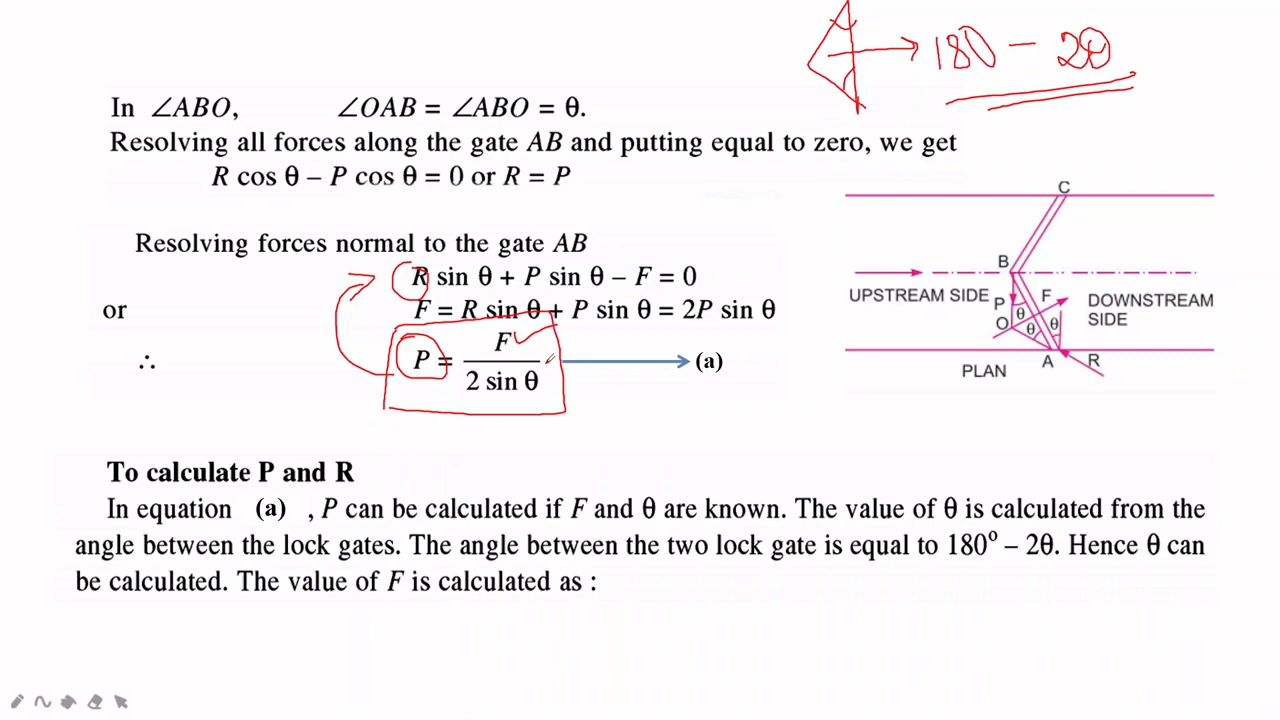 180 - 2θ
In ∠ABO, ∠OAB = ∠ABO = θ.
Resolving all forces along the gate AB and putting equal to zero, we get
R cos θ – P cos θ = 0 or R = P
Resolving forces normal to the gate AB
R sin θ + P sin θ – F = 0
or F = R sin θ + P sin θ = 2P sin θ
∴ P = F / 2 sin θ (a)
C
B
UPSTREAM SIDE P F DOWNSTREAM SIDE
θ
O θ θ
A R
PLAN
To calculate P and R
In equation (a) , P can be calculated if F and θ are known. The value of θ is calculated from the
angle between the lock gates. The angle between the two lock gate is equal to 180° – 2θ. Hence θ can
be calculated. The value of F is calculated as :